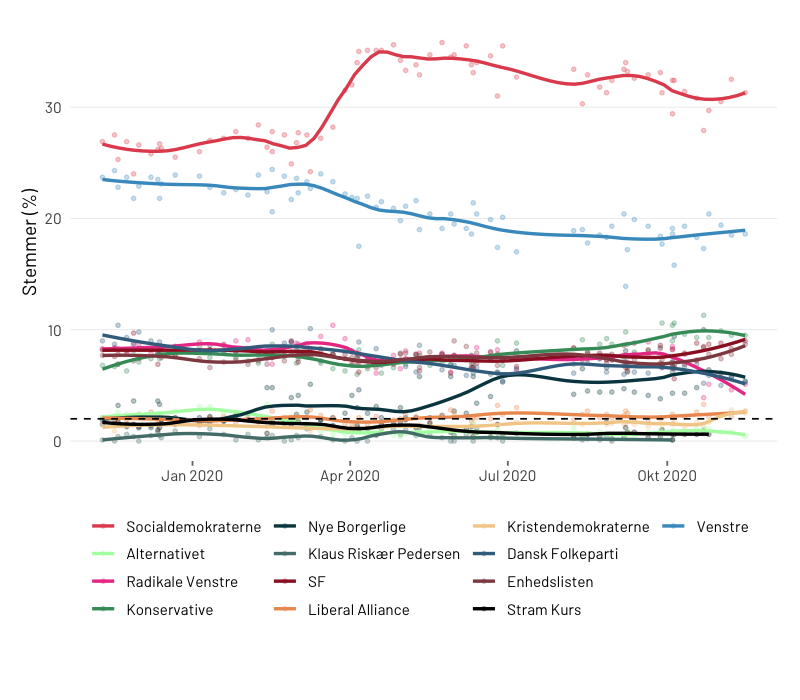 30
20
10
0
Stemmer (%)
Jan 2020
Apr 2020
Jul 2020
Okt 2020
Socialdemokraterne
Nye Borgerlige
Kristendemokraterne
Venstre
Alternativet
Klaus Riskær Pedersen
Dansk Folkeparti
Radikale Venstre
SF
Enhedslisten
Konservative
Liberal Alliance
Stram Kurs